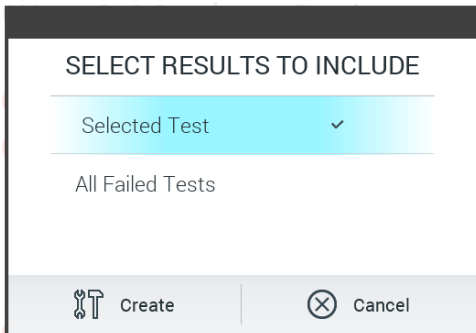 SELECT RESULTS TO INCLUDE
Selected Test
All Failed Tests
Create Cancel